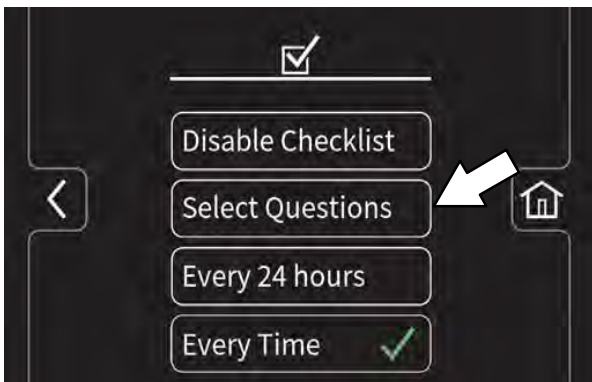 Disable Checklist
Select Questions
Every 24 hours
Every Time